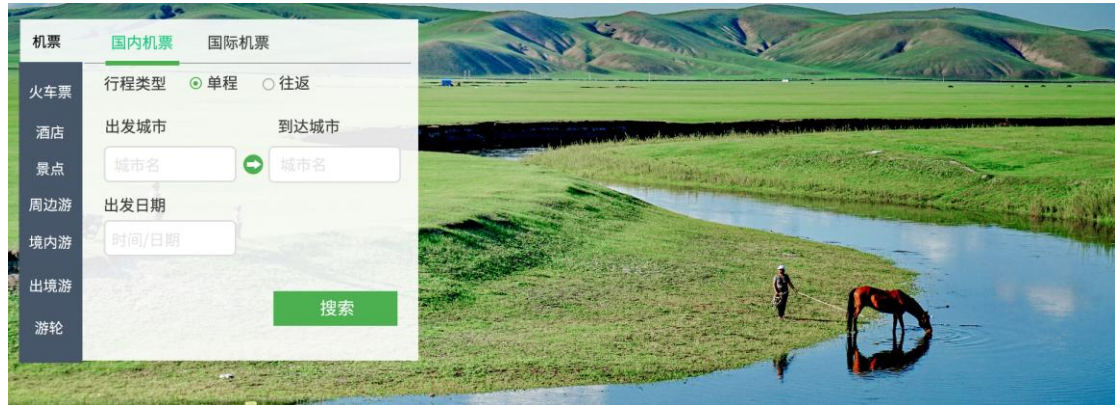 机票
国内机票 国际机票
火车票
行程类型 单程 往返
酒店
出发城市 到达城市
景点
城市名 城市名
周边游
出发日期
境内游
时间/日期
出境游
搜索
游轮